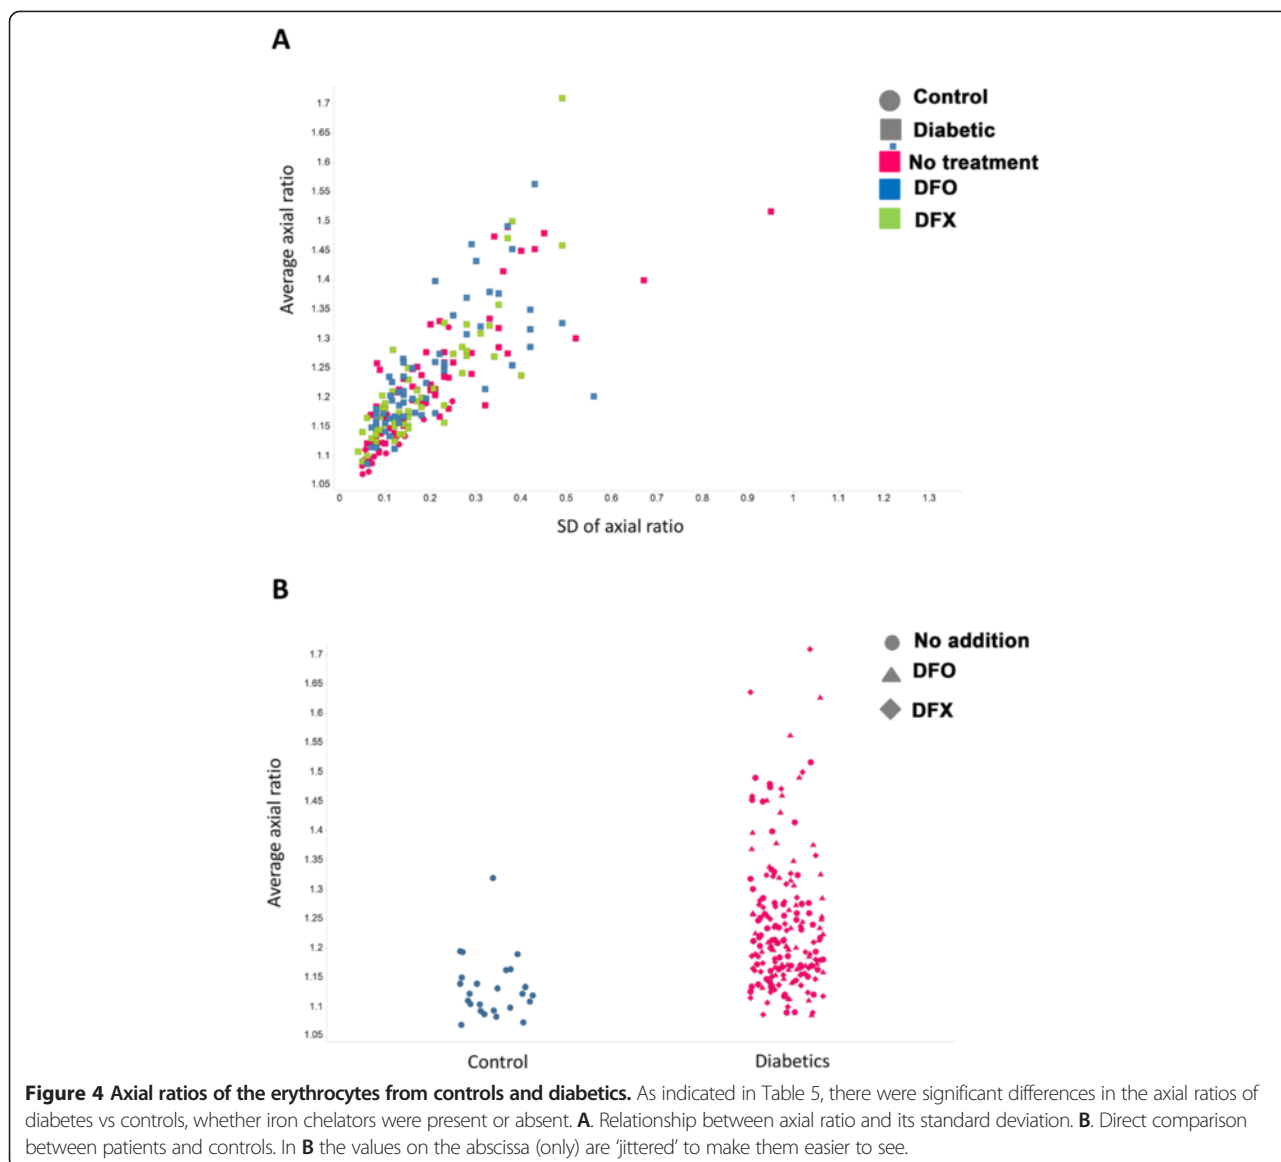 A
1.7
1.65
1.6
1.55
1.5
1.45
1.4
1.35
1.3
1.25
1.2
1.15
1.1
1.05
Average axial ratio
0 0.1 0.2 0.3 0.4 0.5 0.6 0.7 0.8 0.9 1 1.1 1.2 1.3
SD of axial ratio
Control
Diabetic
No treatment
DFO
DFX
B
1.7
1.65
1.6
1.55
1.5
1.45
1.4
1.35
1.3
1.25
1.2
1.15
1.1
1.05
Average axial ratio
Control Diabetics
No addition
DFO
DFX
Figure 4 Axial ratios of the erythrocytes from controls and diabetics. As indicated in Table 5, there were significant differences in the axial ratios of
diabetes vs controls, whether iron chelators were present or absent. A. Relationship between axial ratio and its standard deviation. B. Direct comparison
between patients and controls. In B the values on the abscissa (only) are ‘jittered’ to make them easier to see.